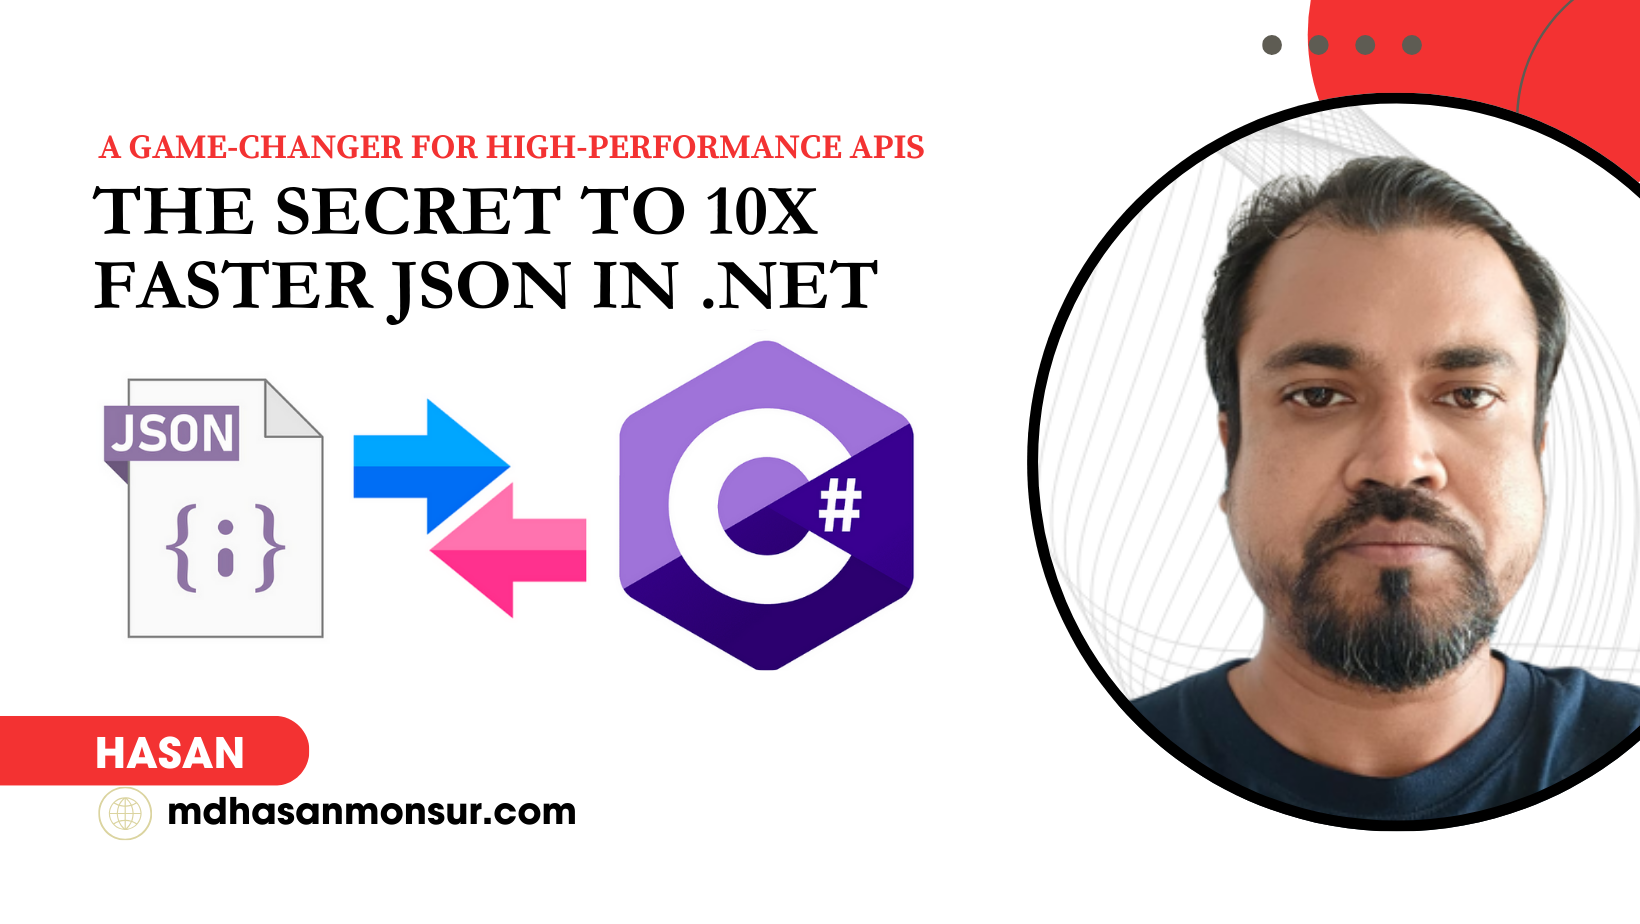 A GAME-CHANGER FOR HIGH-PERFORMANCE APIS
THE SECRET TO 10X
FASTER JSON IN .NET
JSON
{;}
C#
HASAN
mdhasanmonsur.com